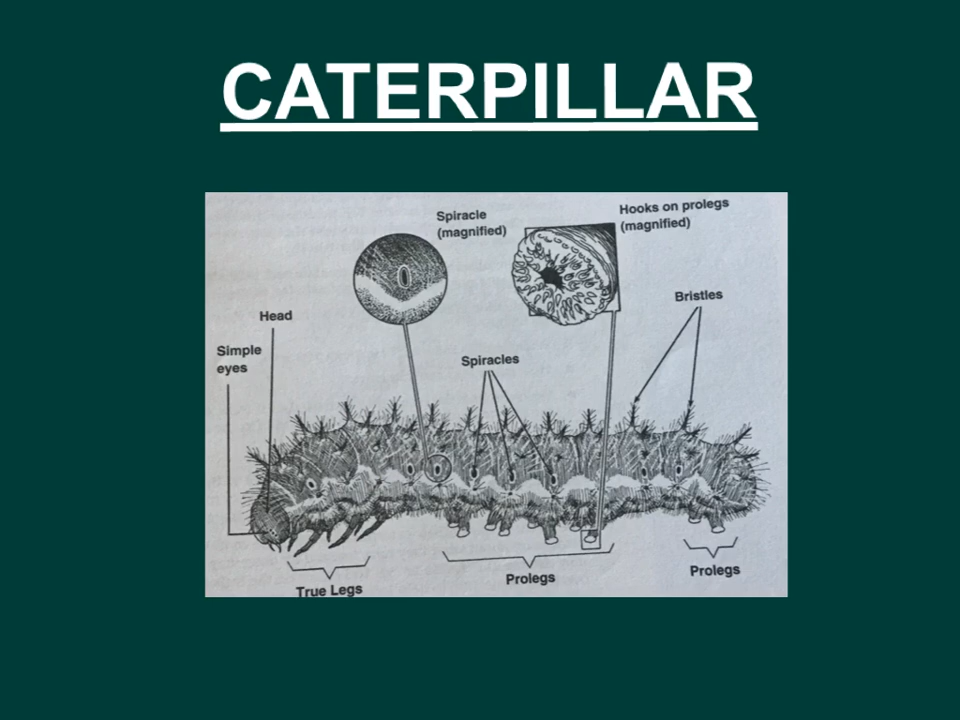 CATERPILLAR
Spiracle
(magnified)
Hooks on prolegs
(magnified)
Bristles
Head
Simple
eyes
Spiracles
True Legs
Prolegs
Prolegs